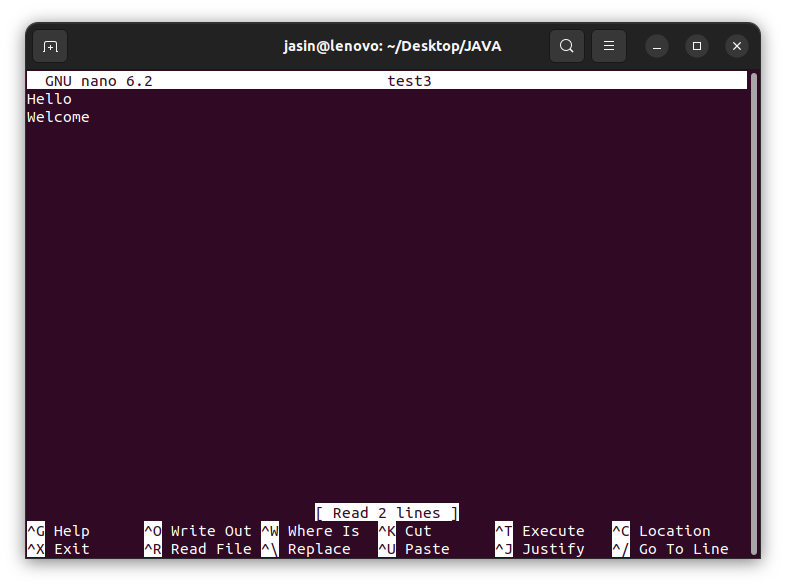 jasin@lenovo: ~/Desktop/JAVA
GNU nano 6.2 test3
Hello
Welcome
[ Read 2 lines ]
^G Help ^O Write Out ^W Where Is ^K Cut ^T Execute ^C Location
^X Exit ^R Read File ^\ Replace ^U Paste ^J Justify ^/ Go To Line